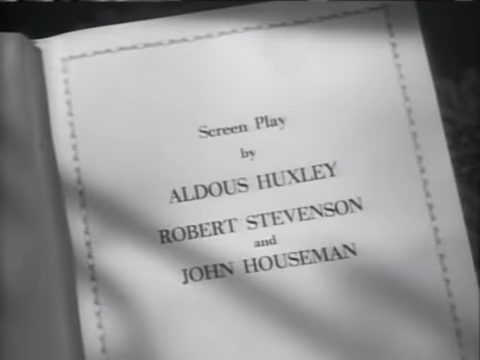 Screen Play
by
ALDOUS HUXLEY
ROBERT STEVENSON
and
JOHN HOUSEMAN